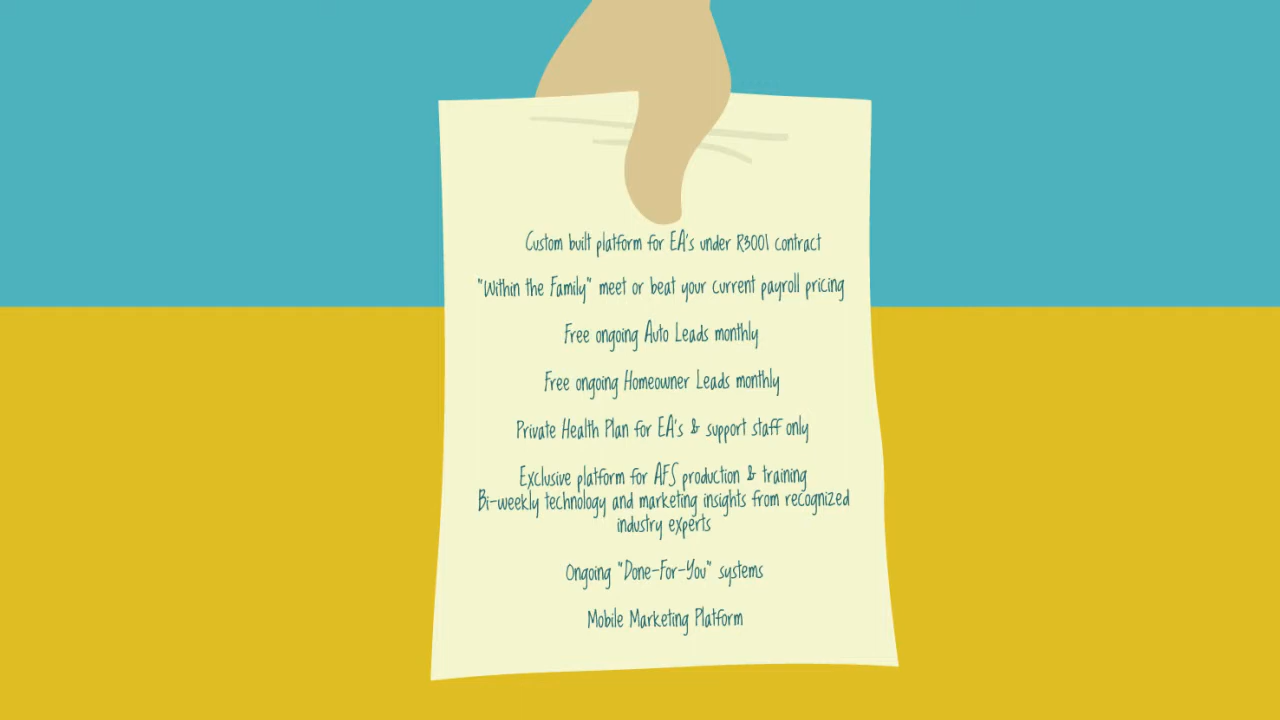 Custom built platform for EA's under R3001 contract
"Within the Family" meet or beat your current payroll pricing
Free ongoing Auto Leads monthly
Free ongoing Homeowner Leads monthly
Private Health Plan for EA's & support staff only
Exclusive platform for AFS production & training
Bi-weekly technology and marketing insights from recognized
industry experts
Ongoing "Done-For-You" systems
Mobile Marketing Platform